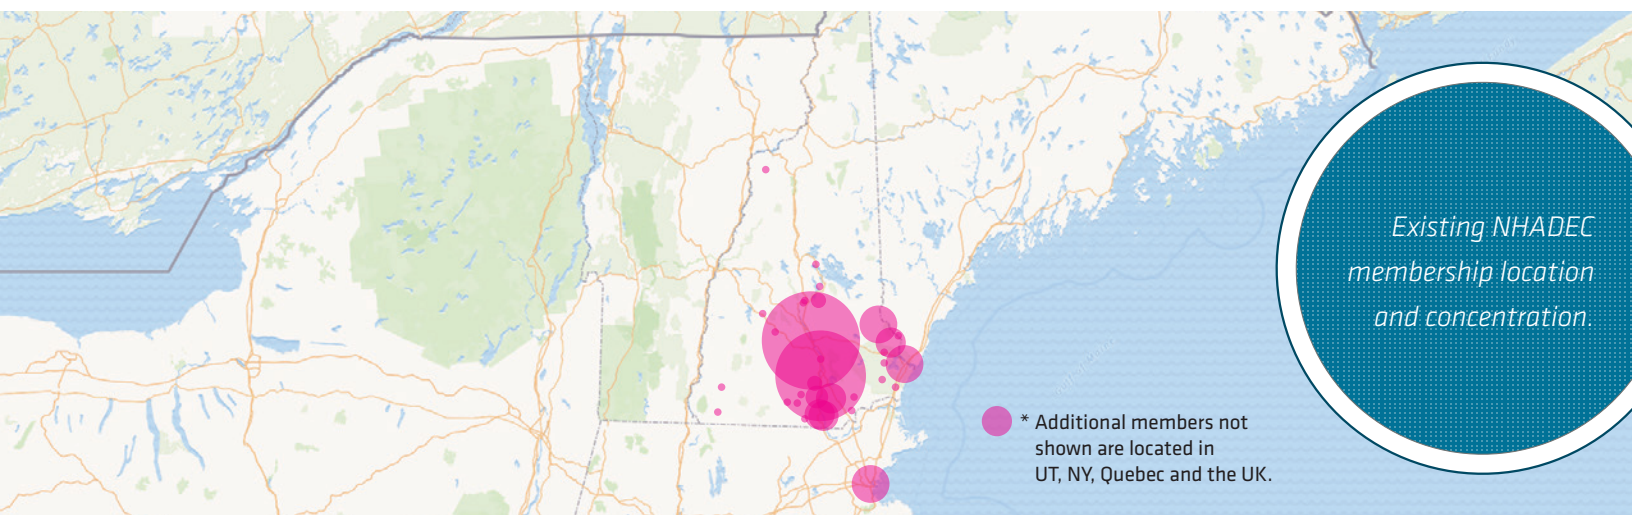 Existing NHADEC
membership location
and concentration.
* Additional members not
shown are located in
UT, NY, Quebec and the UK.